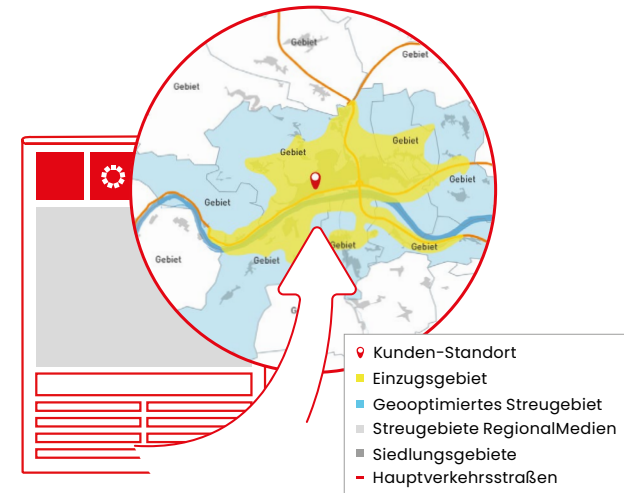 Gebiet
Gebiet
Gebiet
Gebiet
Gebiet
Gebiet
Gebiet
Gebiet
Gebiet
Gebiet
Gebiet
Kunden-Standort
Einzugsgebiet
Geooptimiertes Streugebiet
Streugebiete RegionalMedien
Siedlungsgebiete
Hauptverkehrsstraßen